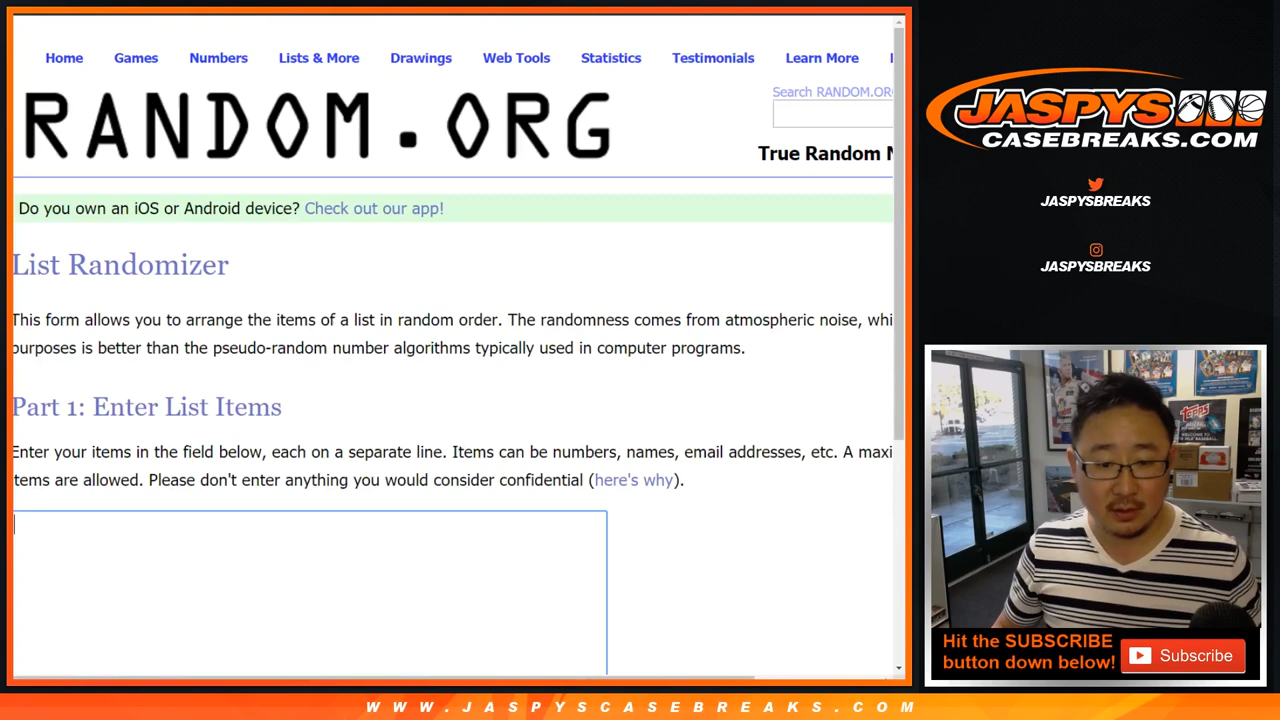 Home Games Numbers Lists & More Drawings Web Tools Statistics Testimonials Learn More
RANDOM.ORG
Search RANDOM.ORG
True Random N
Do you own an iOS or Android device? Check out our app!
List Randomizer
This form allows you to arrange the items of a list in random order. The randomness comes from atmospheric noise, whi
purposes is better than the pseudo-random number algorithms typically used in computer programs.
Part 1: Enter List Items
Enter your items in the field below, each on a separate line. Items can be numbers, names, email addresses, etc. A maxi
items are allowed. Please don't enter anything you would consider confidential (here's why).
JASPYS
CASEBREAKS.COM
JASPYSBREAKS
JASPYSBREAKS
Topps
Hit the SUBSCRIBE
button down below!
Subscribe
WWW.JASPYSCASEBREAKS.COM